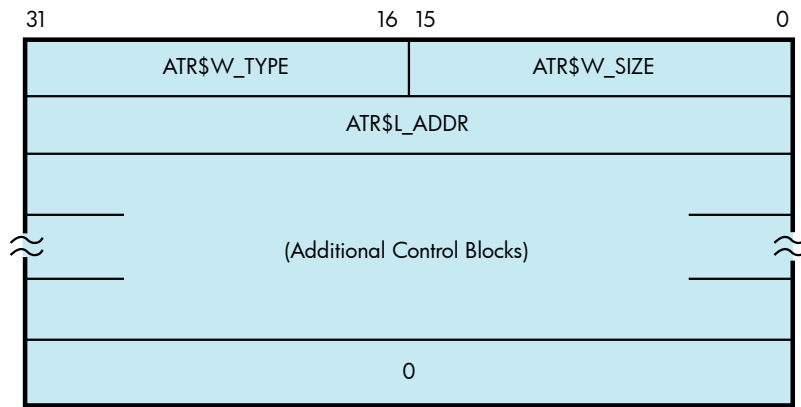 31 16 15 0
ATR$W_TYPE ATR$W_SIZE
ATR$L_ADDR
(Additional Control Blocks)
0